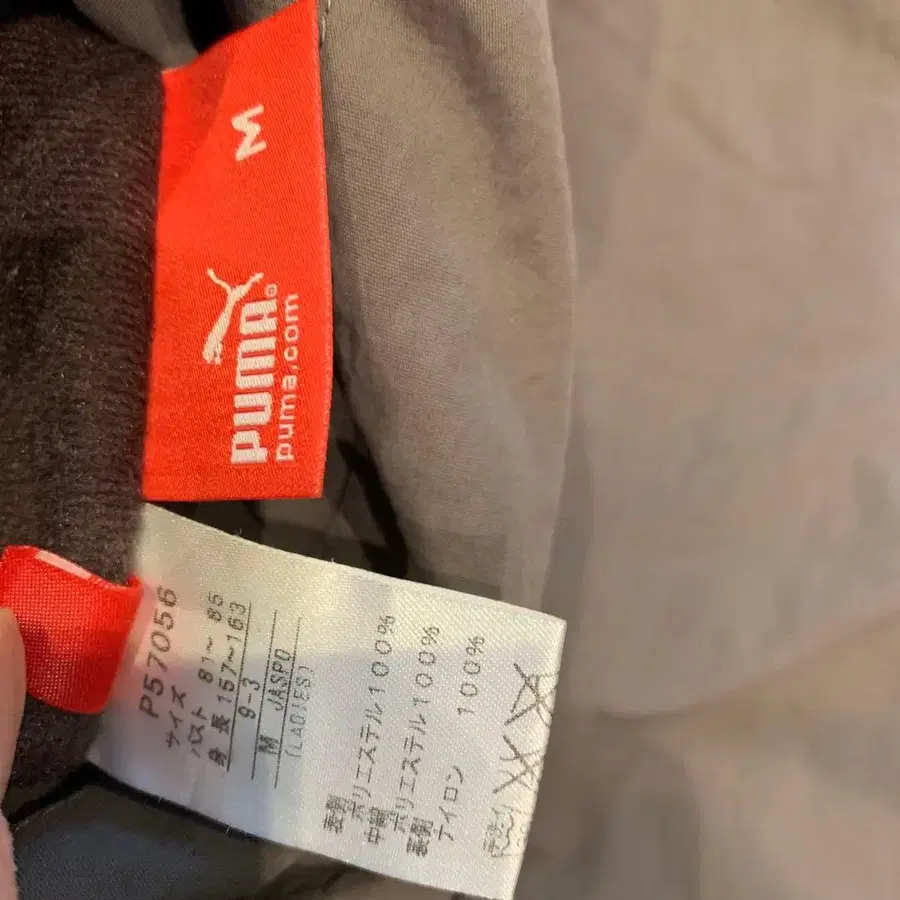 M
PUMA®
puma.com
P57056
サイズ
バスト 81～85
身長 157～163
9-3
M JASPO
(LADIES)
表側
ポリエステル100%
中綿
ポリエステル100%
裏側
ナイロン 100%